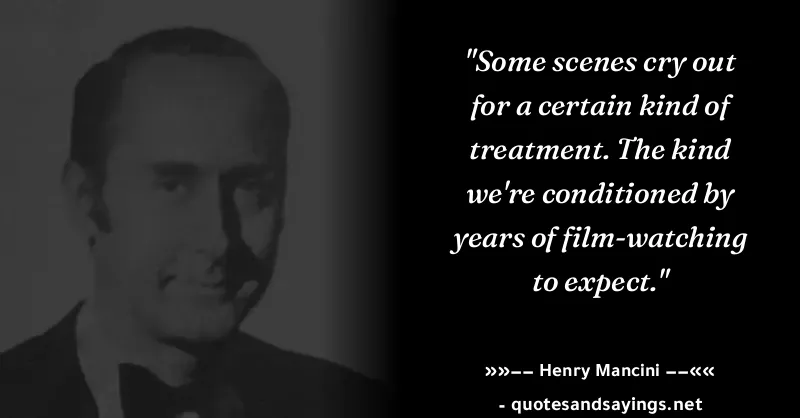 "Some scenes cry out
for a certain kind of
treatment. The kind
we're conditioned by
years of film-watching
to expect."
»»–– Henry Mancini ––««
- quotesandsayings.net